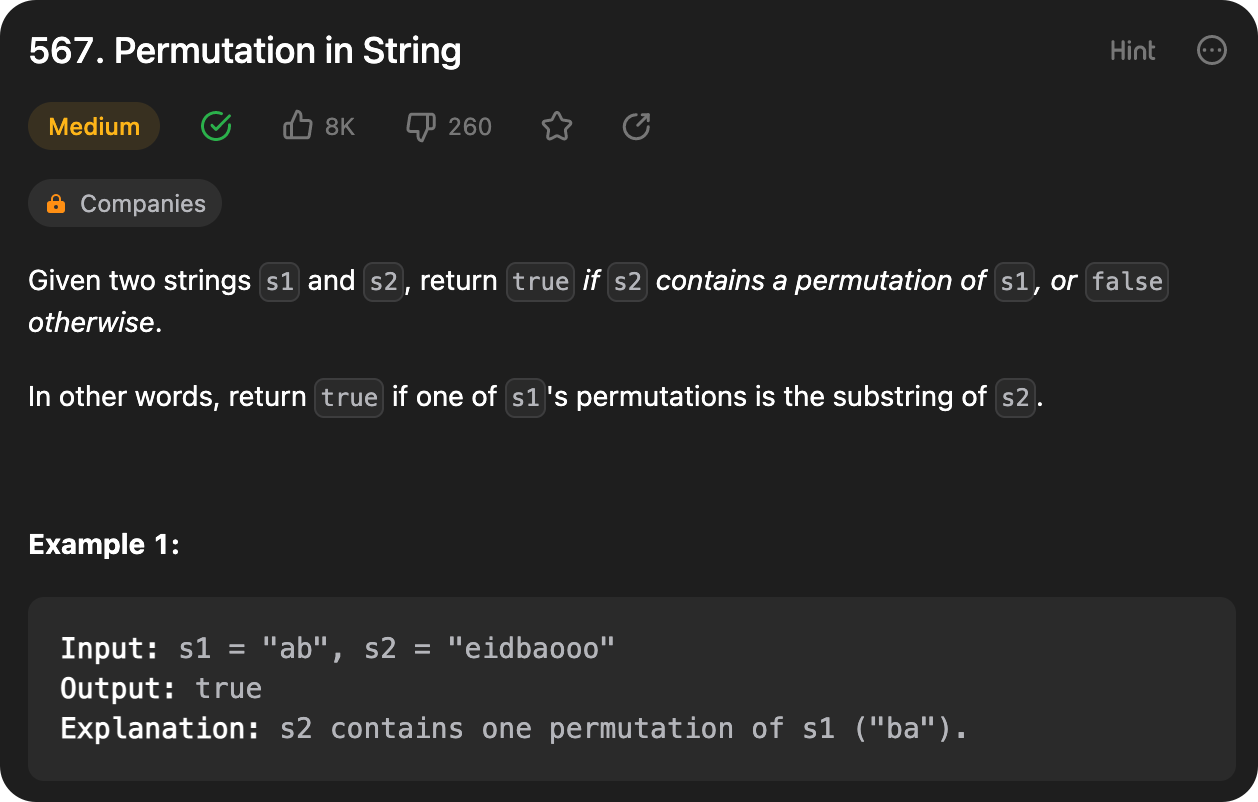 567. Permutation in String
Hint
Medium
8K
260
Companies
Given two strings s1 and s2, return true if s2 contains a permutation of s1, or false
otherwise.
In other words, return true if one of s1's permutations is the substring of s2.
Example 1:
Input: s1 = "ab", s2 = "eidbaooo"
Output: true
Explanation: s2 contains one permutation of s1 ("ba").